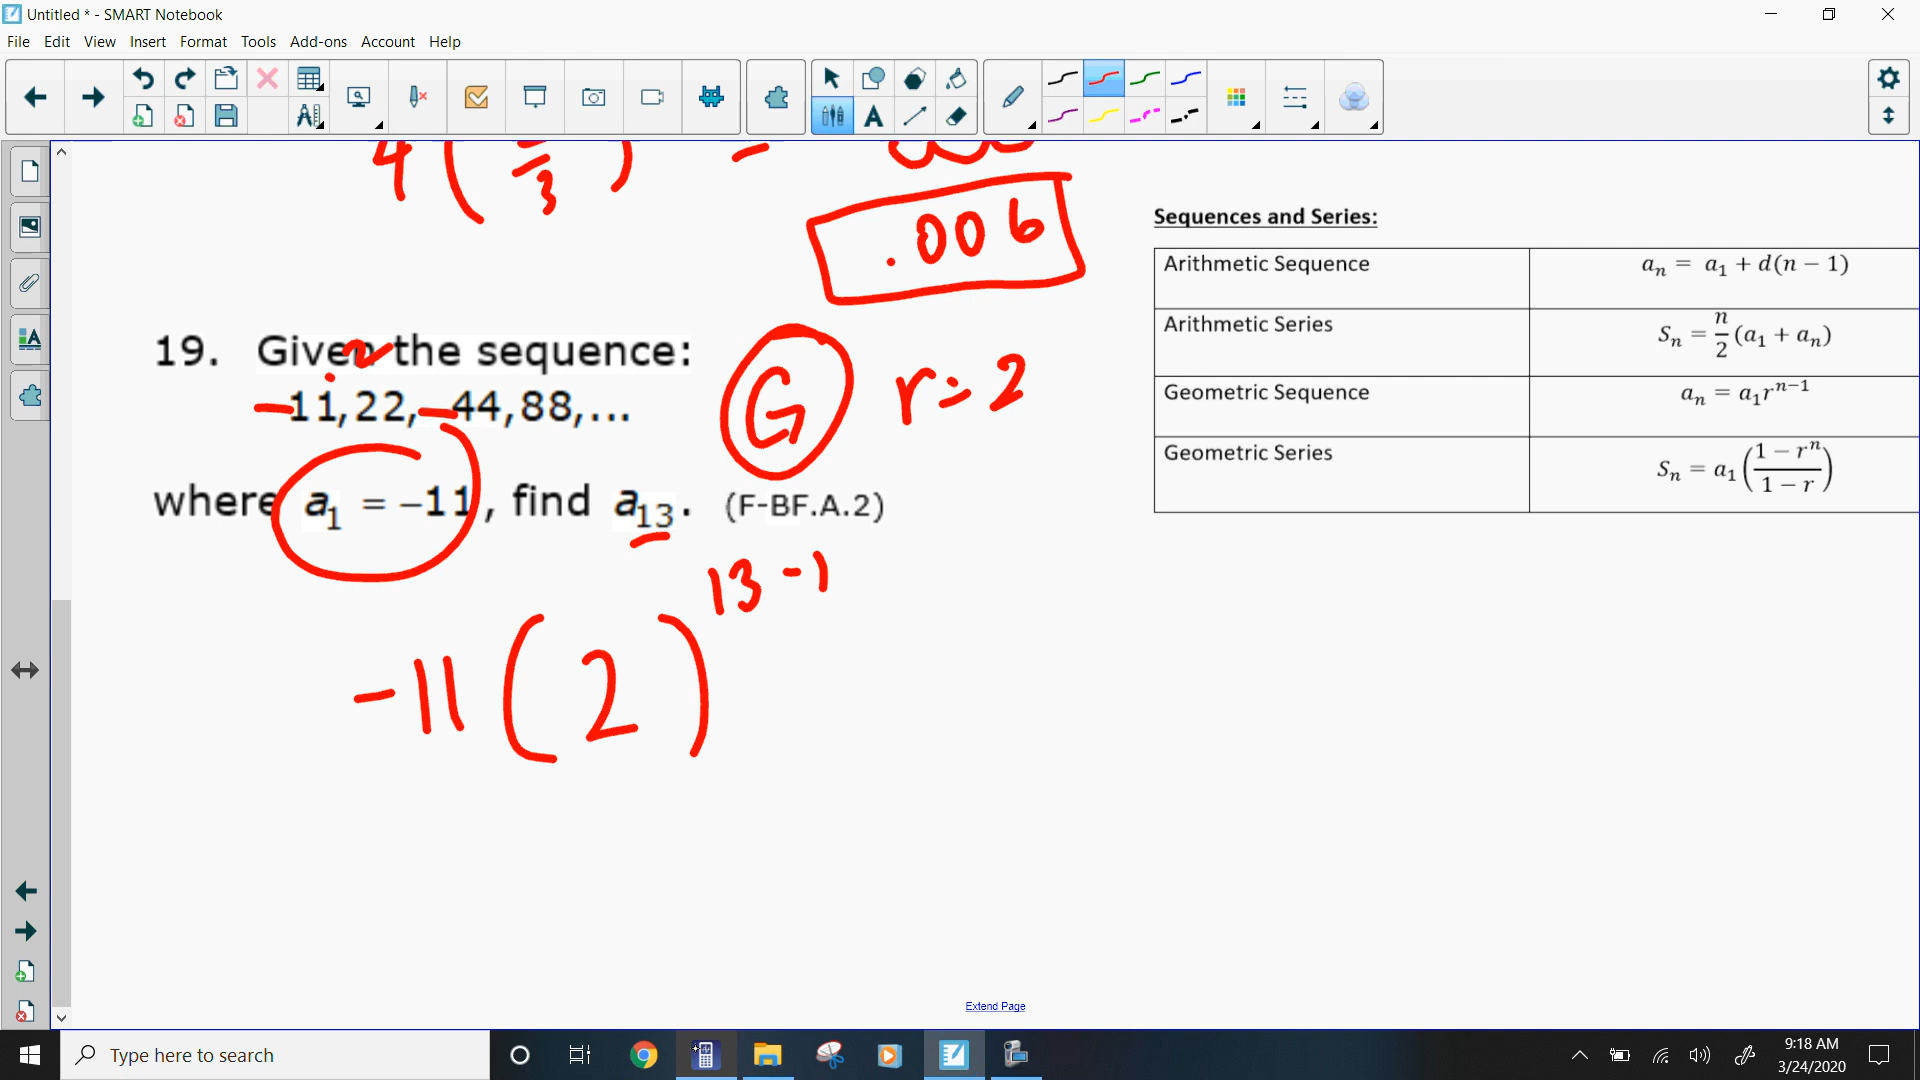 Untitled * - SMART Notebook
File Edit View Insert Format Tools Add-ons Account Help
4 ( /3 ) =
.006
Sequences and Series:
Arithmetic Sequence aₙ = a₁ + d(n − 1)
Arithmetic Series Sₙ = n/2 (a₁ + aₙ)
Geometric Sequence aₙ = a₁rⁿ⁻¹
Geometric Series Sₙ = a₁ ((1 − rⁿ)/(1 − r))
19. Given the sequence:
·2
−11, 22, −44, 88, ...
G r = 2
where a₁ = −11, find a₁₃. (F-BF.A.2)
-11 ( 2 )¹³⁻¹
Extend Page
Type here to search
9:18 AM
3/24/2020